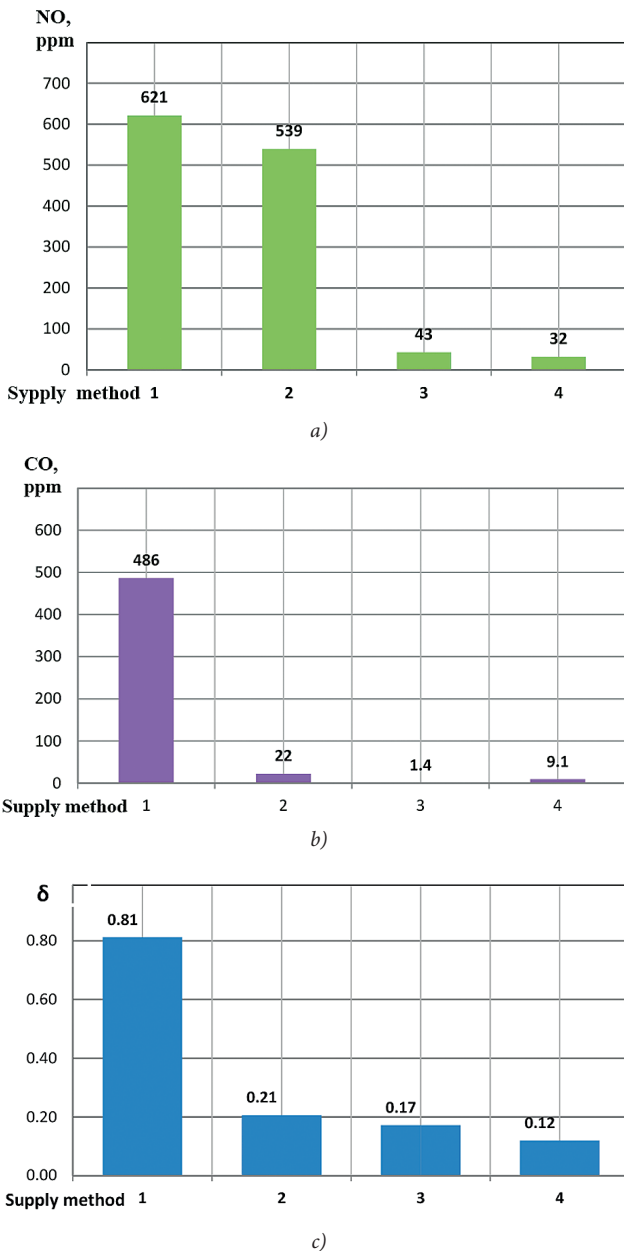 NO,
ppm
700
621
600
539
500
400
300
200
100
43
32
0
Sypply method 1 2 3 4
a)
CO,
ppm
600
486
500
400
300
200
100
22
1.4
9.1
0
Supply method 1 2 3 4
b)
δ
0.81
0.80
0.60
0.40
0.21
0.17
0.12
0.20
0.00
Supply method 1 2 3 4
c)